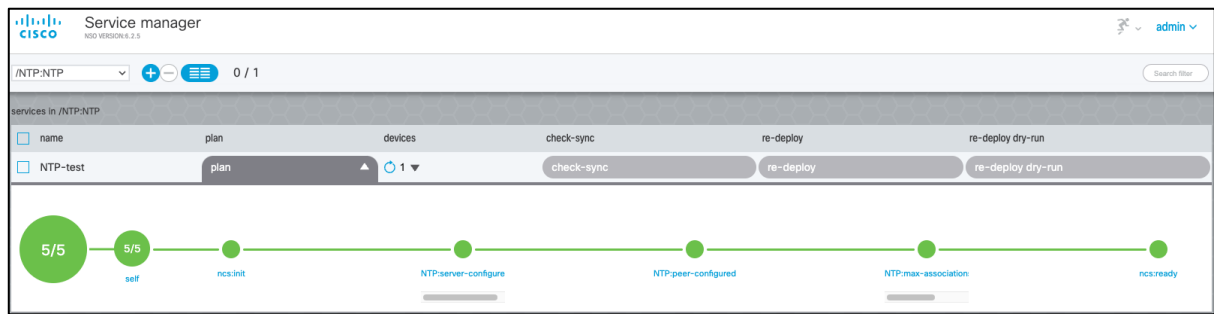 CISCO
Service manager
NSO VERSION:6.2.5
admin
/NTP:NTP
0 / 1
Search filter
services in /NTP:NTP
name plan devices check-sync re-deploy re-deploy dry-run
NTP-test plan 1 check-sync re-deploy re-deploy dry-run
5/5
5/5
self ncs:init NTP:server-configure NTP:peer-configured NTP:max-association ncs:ready